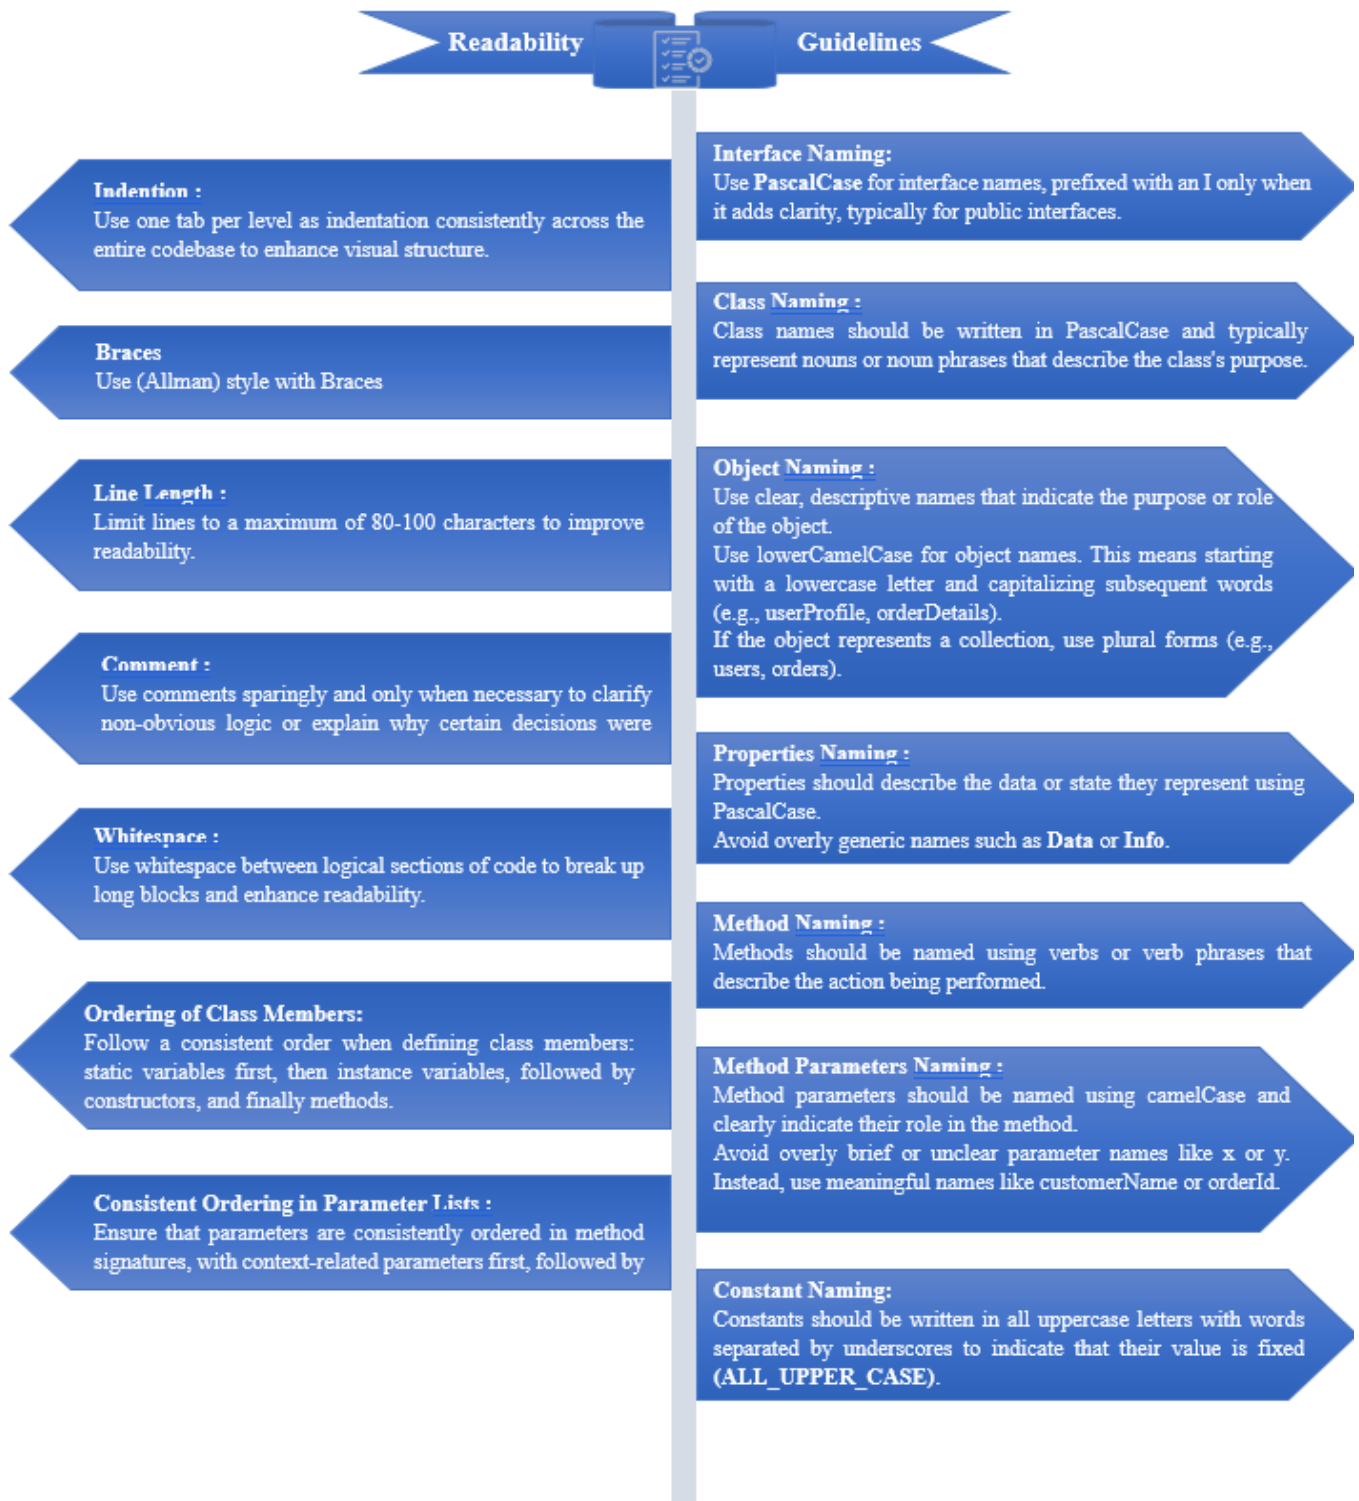 Readability Guidelines
Indention :
Use one tab per level as indentation consistently across the
entire codebase to enhance visual structure.
Braces
Use (Allman) style with Braces
Line Length :
Limit lines to a maximum of 80-100 characters to improve
readability.
Comment :
Use comments sparingly and only when necessary to clarify
non-obvious logic or explain why certain decisions were
Whitespace :
Use whitespace between logical sections of code to break up
long blocks and enhance readability.
Ordering of Class Members:
Follow a consistent order when defining class members:
static variables first, then instance variables, followed by
constructors, and finally methods.
Consistent Ordering in Parameter Lists :
Ensure that parameters are consistently ordered in method
signatures, with context-related parameters first, followed by
Interface Naming:
Use PascalCase for interface names, prefixed with an I only when
it adds clarity, typically for public interfaces.
Class Naming :
Class names should be written in PascalCase and typically
represent nouns or noun phrases that describe the class's purpose.
Object Naming :
Use clear, descriptive names that indicate the purpose or role
of the object.
Use lowerCamelCase for object names. This means starting
with a lowercase letter and capitalizing subsequent words
(e.g., userProfile, orderDetails).
If the object represents a collection, use plural forms (e.g.,
users, orders).
Properties Naming :
Properties should describe the data or state they represent using
PascalCase.
Avoid overly generic names such as Data or Info.
Method Naming :
Methods should be named using verbs or verb phrases that
describe the action being performed.
Method Parameters Naming :
Method parameters should be named using camelCase and
clearly indicate their role in the method.
Avoid overly brief or unclear parameter names like x or y.
Instead, use meaningful names like customerName or orderId.
Constant Naming:
Constants should be written in all uppercase letters with words
separated by underscores to indicate that their value is fixed
(ALL_UPPER_CASE).